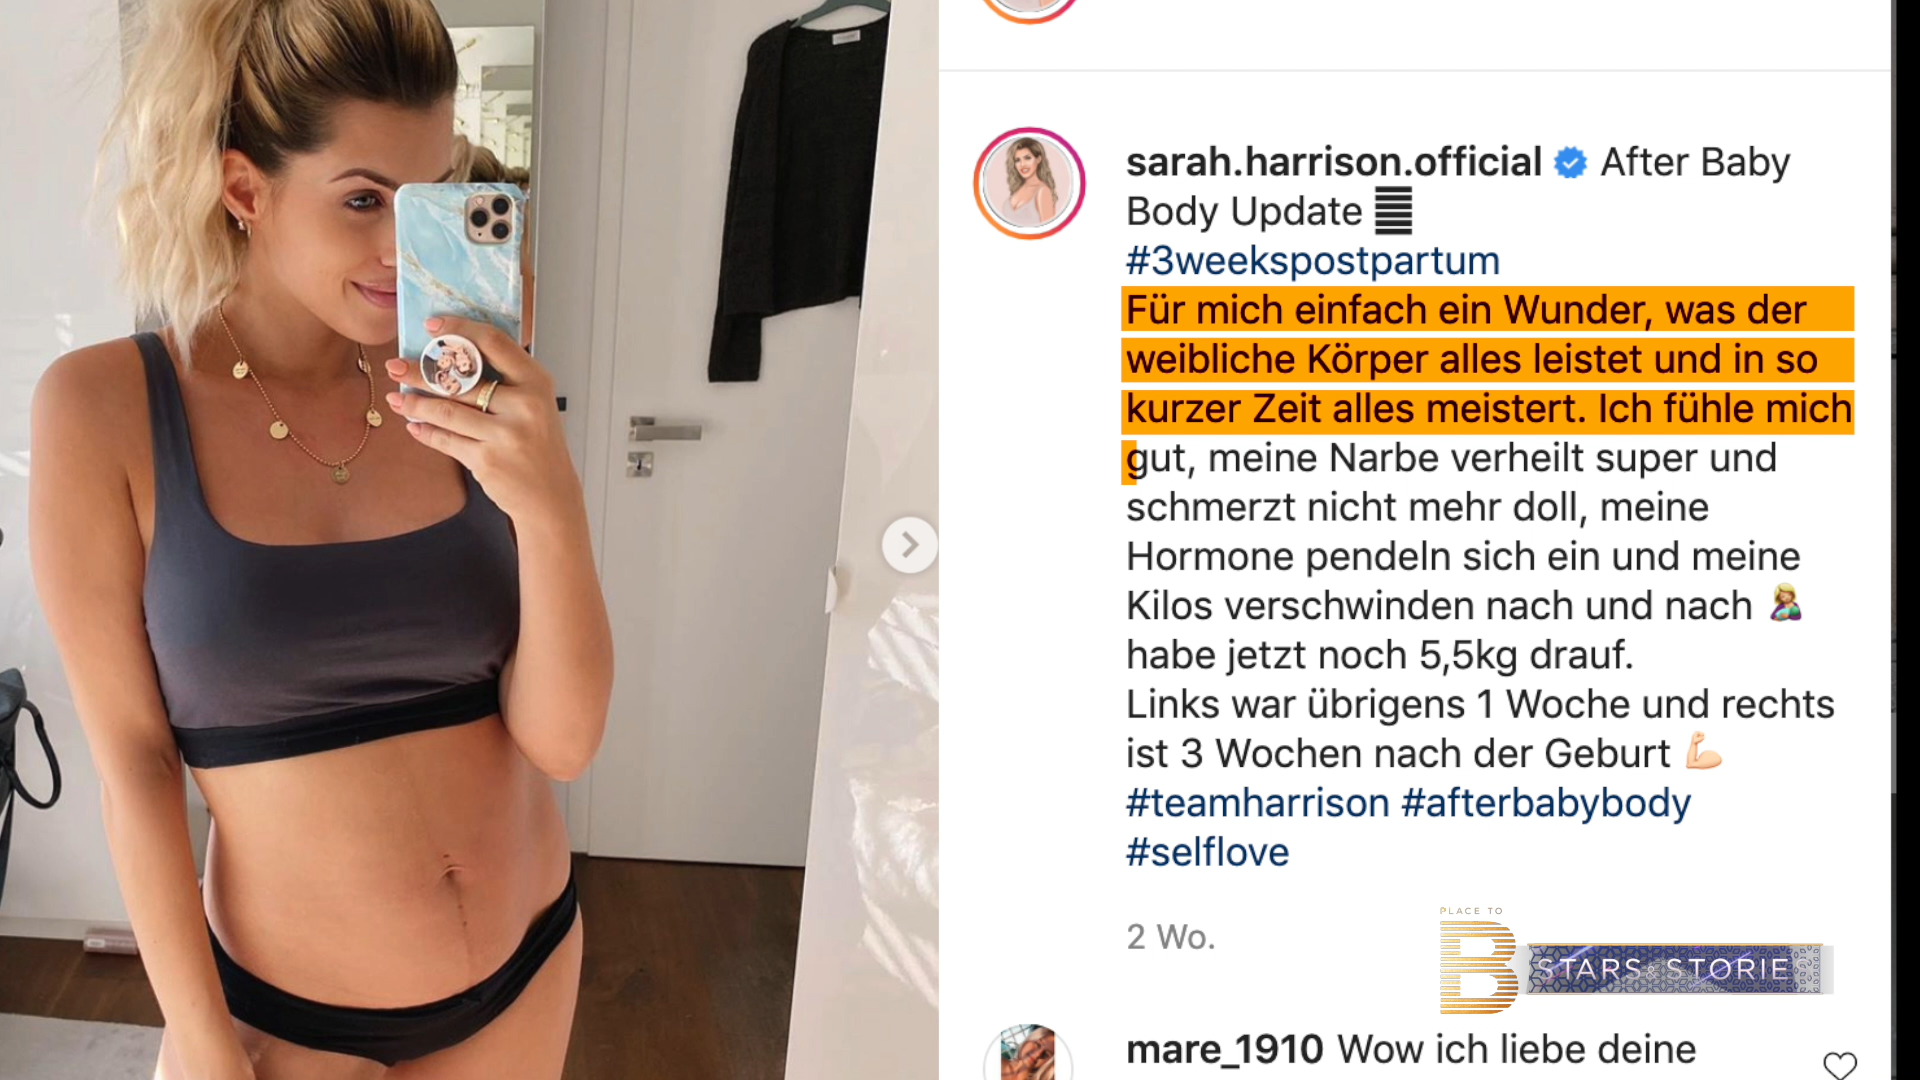 sarah.harrison.official After Baby
Body Update
#3weekspostpartum
Für mich einfach ein Wunder, was der
weibliche Körper alles leistet und in so
kurzer Zeit alles meistert. Ich fühle mich
gut, meine Narbe verheilt super und
schmerzt nicht mehr doll, meine
Hormone pendeln sich ein und meine
Kilos verschwinden nach und nach 🤱🏼
habe jetzt noch 5,5kg drauf.
Links war übrigens 1 Woche und rechts
ist 3 Wochen nach der Geburt 💪🏻
#teamharrison #afterbabybody
#selflove
2 Wo.
PLACE TO
B STARS & STORIE
mare_1910 Wow ich liebe deine